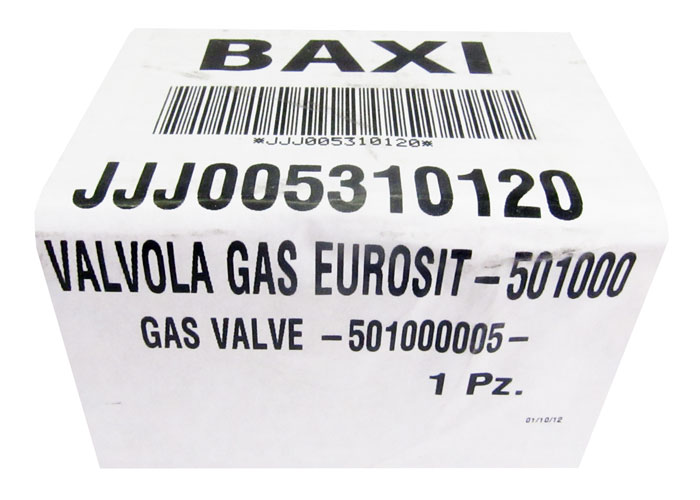 BAXI
*JJJ005310120*
JJJ005310120
VALVOLA GAS EUROSIT-501000
GAS VALVE -501000005-
1 Pz.
01/10/12